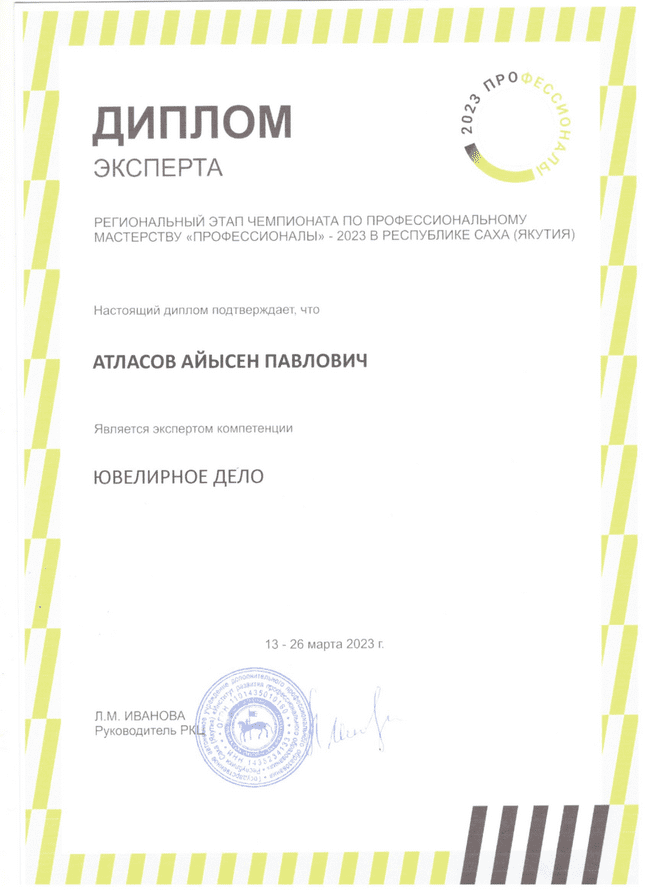 2023 ПРОФЕССИОНАЛЫ
ДИПЛОМ
ЭКСПЕРТА
РЕГИОНАЛЬНЫЙ ЭТАП ЧЕМПИОНАТА ПО ПРОФЕССИОНАЛЬНОМУ
МАСТЕРСТВУ «ПРОФЕССИОНАЛЫ» - 2023 В РЕСПУБЛИКЕ САХА (ЯКУТИЯ)
Настоящий диплом подтверждает, что
АТЛАСОВ АЙЫСЕН ПАВЛОВИЧ
Является экспертом компетенции
ЮВЕЛИРНОЕ ДЕЛО
13 - 26 марта 2023 г.
Л.М. ИВАНОВА
Руководитель РКЦ